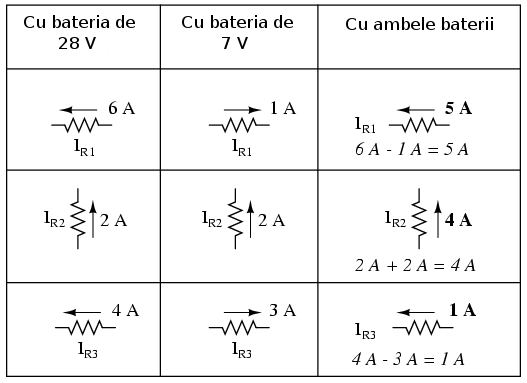 Cu bateria de
28 V
Cu bateria de
7 V
Cu ambele baterii
6 A
IR1
1 A
IR1
5 A
IR1
6 A - 1 A = 5 A
IR2
2 A
IR2
2 A
IR2
4 A
2 A + 2 A = 4 A
4 A
IR3
3 A
IR3
1 A
IR3
4 A - 3 A = 1 A